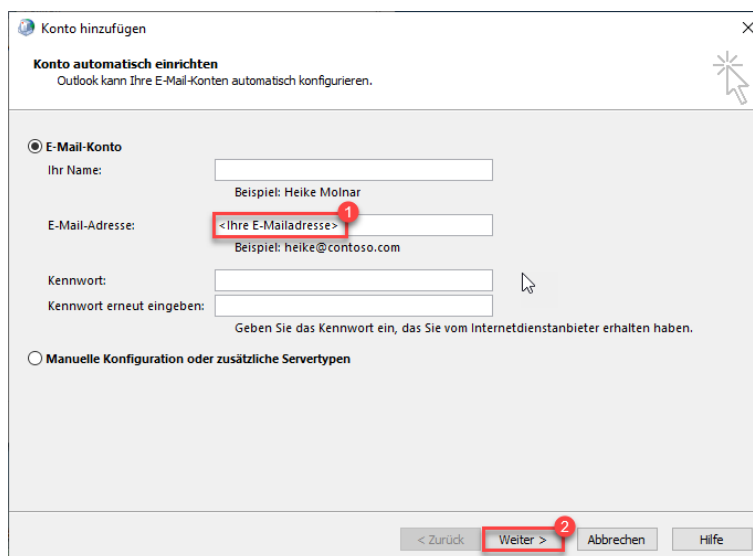 Konto hinzufügen
Konto automatisch einrichten
Outlook kann Ihre E-Mail-Konten automatisch konfigurieren.
E-Mail-Konto
Ihr Name:
Beispiel: Heike Molnar
1
E-Mail-Adresse: <Ihre E-Mailadresse>
Beispiel: heike@contoso.com
Kennwort:
Kennwort erneut eingeben:
Geben Sie das Kennwort ein, das Sie vom Internetdienstanbieter erhalten haben.
Manuelle Konfiguration oder zusätzliche Servertypen
2
< Zurück Weiter > Abbrechen Hilfe